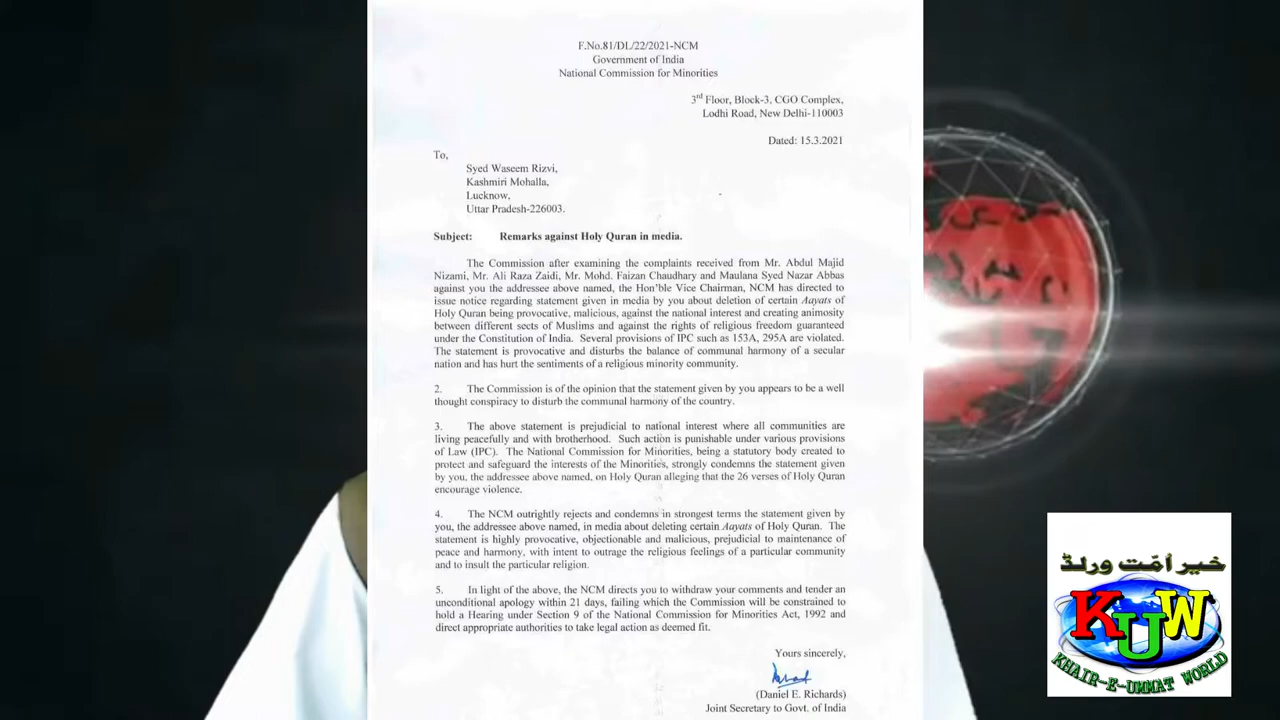 F.No.81/DL/22/2021-NCM
Government of India
National Commission for Minorities
3rd Floor, Block-3, CGO Complex,
Lodhi Road, New Delhi-110003
Dated: 15.3.2021
To,
Syed Waseem Rizvi,
Kashmiri Mohalla,
Lucknow,
Uttar Pradesh-226003.
Subject: Remarks against Holy Quran in media.
The Commission after examining the complaints received from Mr. Abdul Majid
Nizami, Mr. Ali Raza Zaidi, Mr. Mohd. Faizan Chaudhary and Maulana Syed Nazar Abbas
against you the addressee above named, the Hon'ble Vice Chairman, NCM has directed to
issue notice regarding statement given in media by you about deletion of certain Aayats of
Holy Quran being provocative, malicious, against the national interest and creating animosity
between different sects of Muslims and against the rights of religious freedom guaranteed
under the Constitution of India. Several provisions of IPC such as 153A, 295A are violated.
The statement is provocative and disturbs the balance of communal harmony of a secular
nation and has hurt the sentiments of a religious minority community.
2. The Commission is of the opinion that the statement given by you appears to be a well
thought conspiracy to disturb the communal harmony of the country.
3. The above statement is prejudicial to national interest where all communities are
living peacefully and with brotherhood. Such action is punishable under various provisions
of Law (IPC). The National Commission for Minorities, being a statutory body created to
protect and safeguard the interests of the Minorities, strongly condemns the statement given
by you, the addressee above named, on Holy Quran alleging that the 26 verses of Holy Quran
encourage violence.
4. The NCM outrightly rejects and condemns in strongest terms the statement given by
you, the addressee above named, in media about deleting certain Aayats of Holy Quran. The
statement is highly provocative, objectionable and malicious, prejudicial to maintenance of
peace and harmony, with intent to outrage the religious feelings of a particular community
and to insult the particular religion.
5. In light of the above, the NCM directs you to withdraw your comments and tender an
unconditional apology within 21 days, failing which the Commission will be constrained to
hold a Hearing under Section 9 of the National Commission for Minorities Act, 1992 and
direct appropriate authorities to take legal action as deemed fit.
Yours sincerely,
(Daniel E. Richards)
Joint Secretary to Govt. of India
خیر اُمّت ورلڈ
KUW
KHAIR-E-UMMAT WORLD